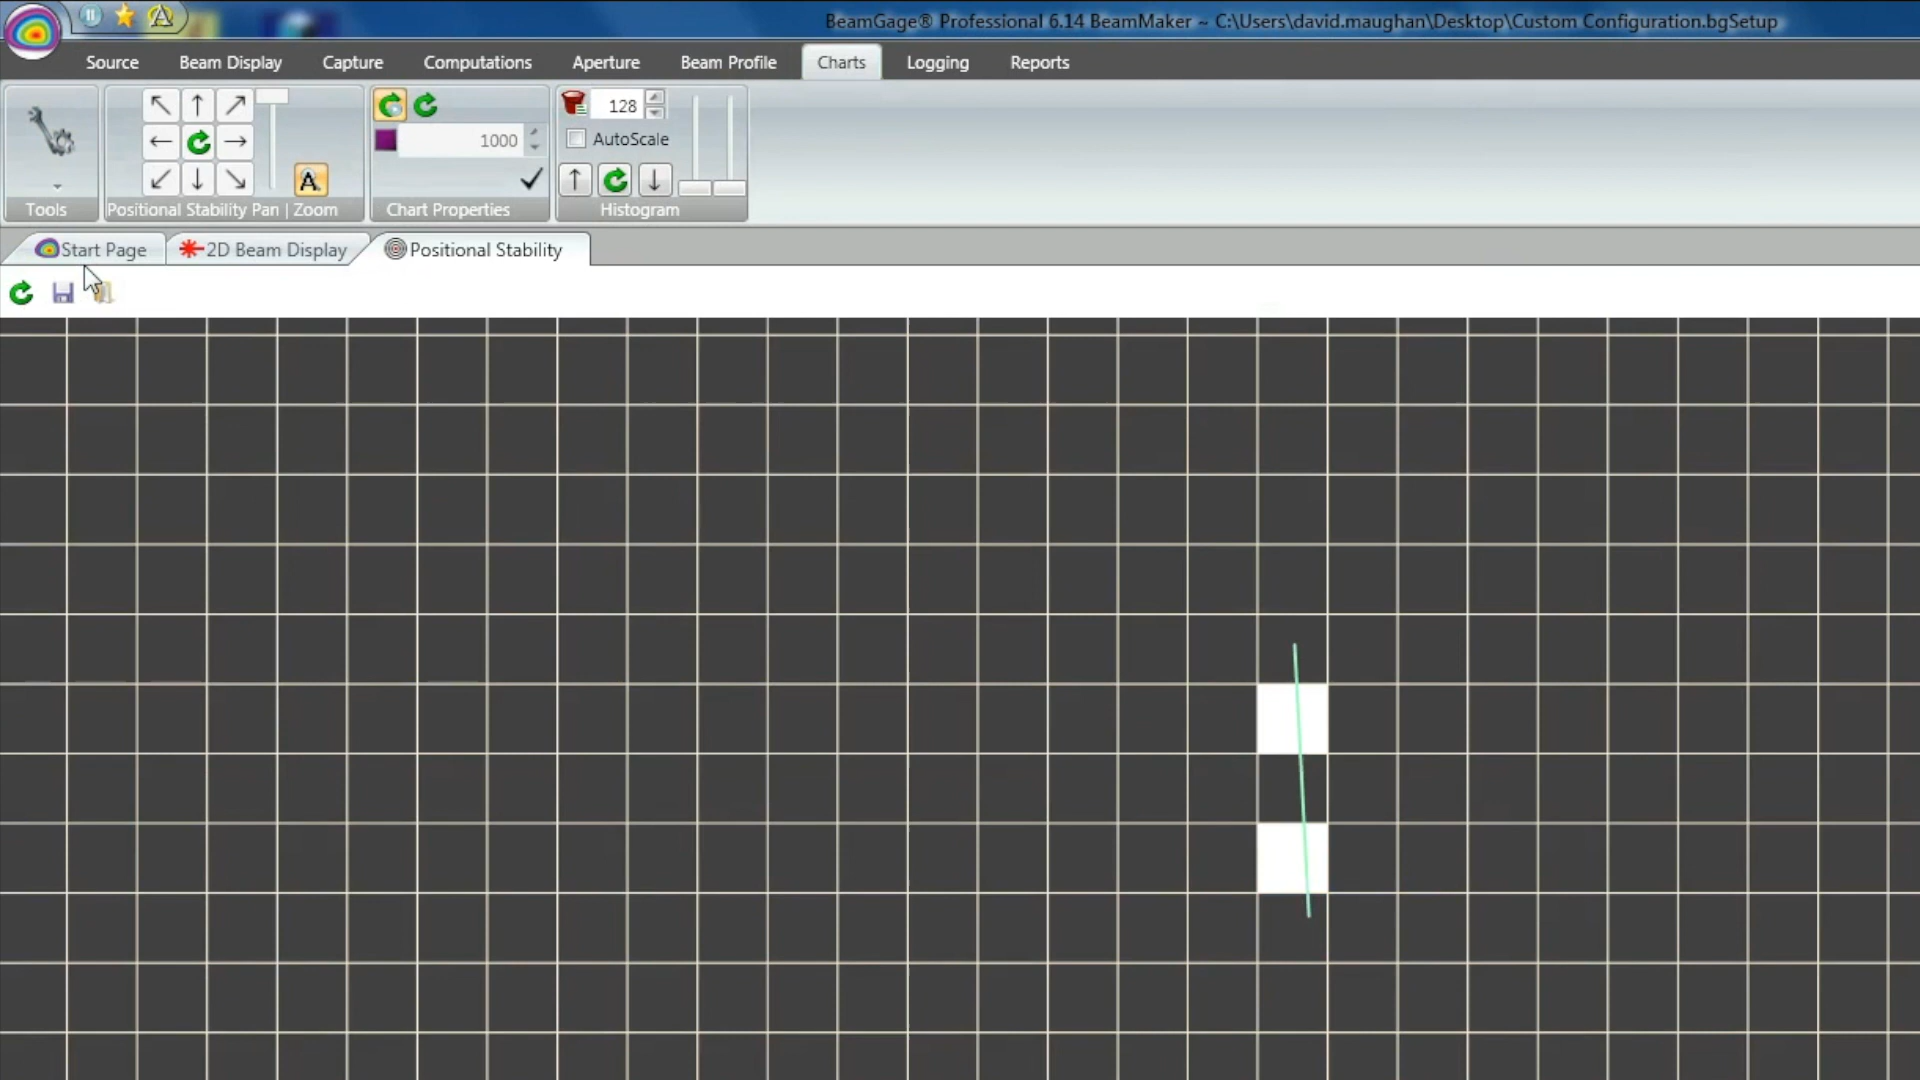 BeamGage® Professional 6.14 BeamMaker ~ C:\Users\david.maughan\Desktop\Custom Configuration.bgSetup
Source Beam Display Capture Computations Aperture Beam Profile Charts Logging Reports
128
AutoScale
1000
A
Tools Positional Stability Pan | Zoom Chart Properties Histogram
Start Page 2D Beam Display Positional Stability